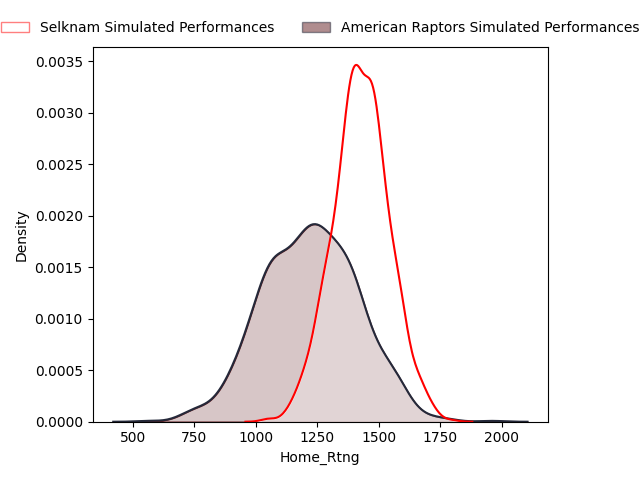 Selknam Simulated Performances
American Raptors Simulated Performances
0.0035
0.0030
0.0025
0.0020
0.0015
0.0010
0.0005
0.0000
Density
500 750 1000 1250 1500 1750 2000
Home_Rtng